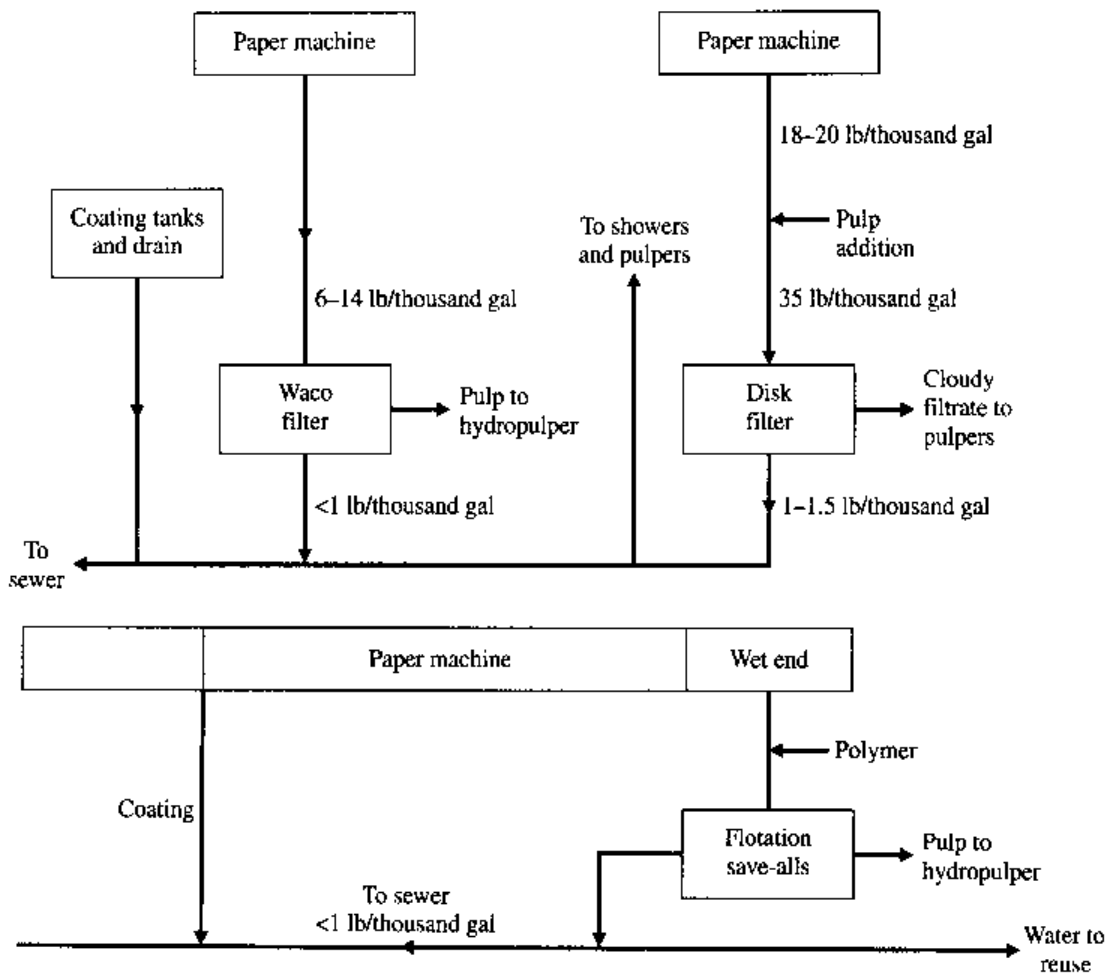 Paper machine
Paper machine
18–20 lb/thousand gal
Coating tanks
and drain
To showers
and pulpers
Pulp
addition
6–14 lb/thousand gal
35 lb/thousand gal
Waco
filter
Pulp to
hydropulper
Disk
filter
Cloudy
filtrate to
pulpers
<1 lb/thousand gal
1–1.5 lb/thousand gal
To
sewer
Paper machine
Wet end
Polymer
Coating
Flotation
save-alls
Pulp to
hydropulper
To sewer
<1 lb/thousand gal
Water to
reuse